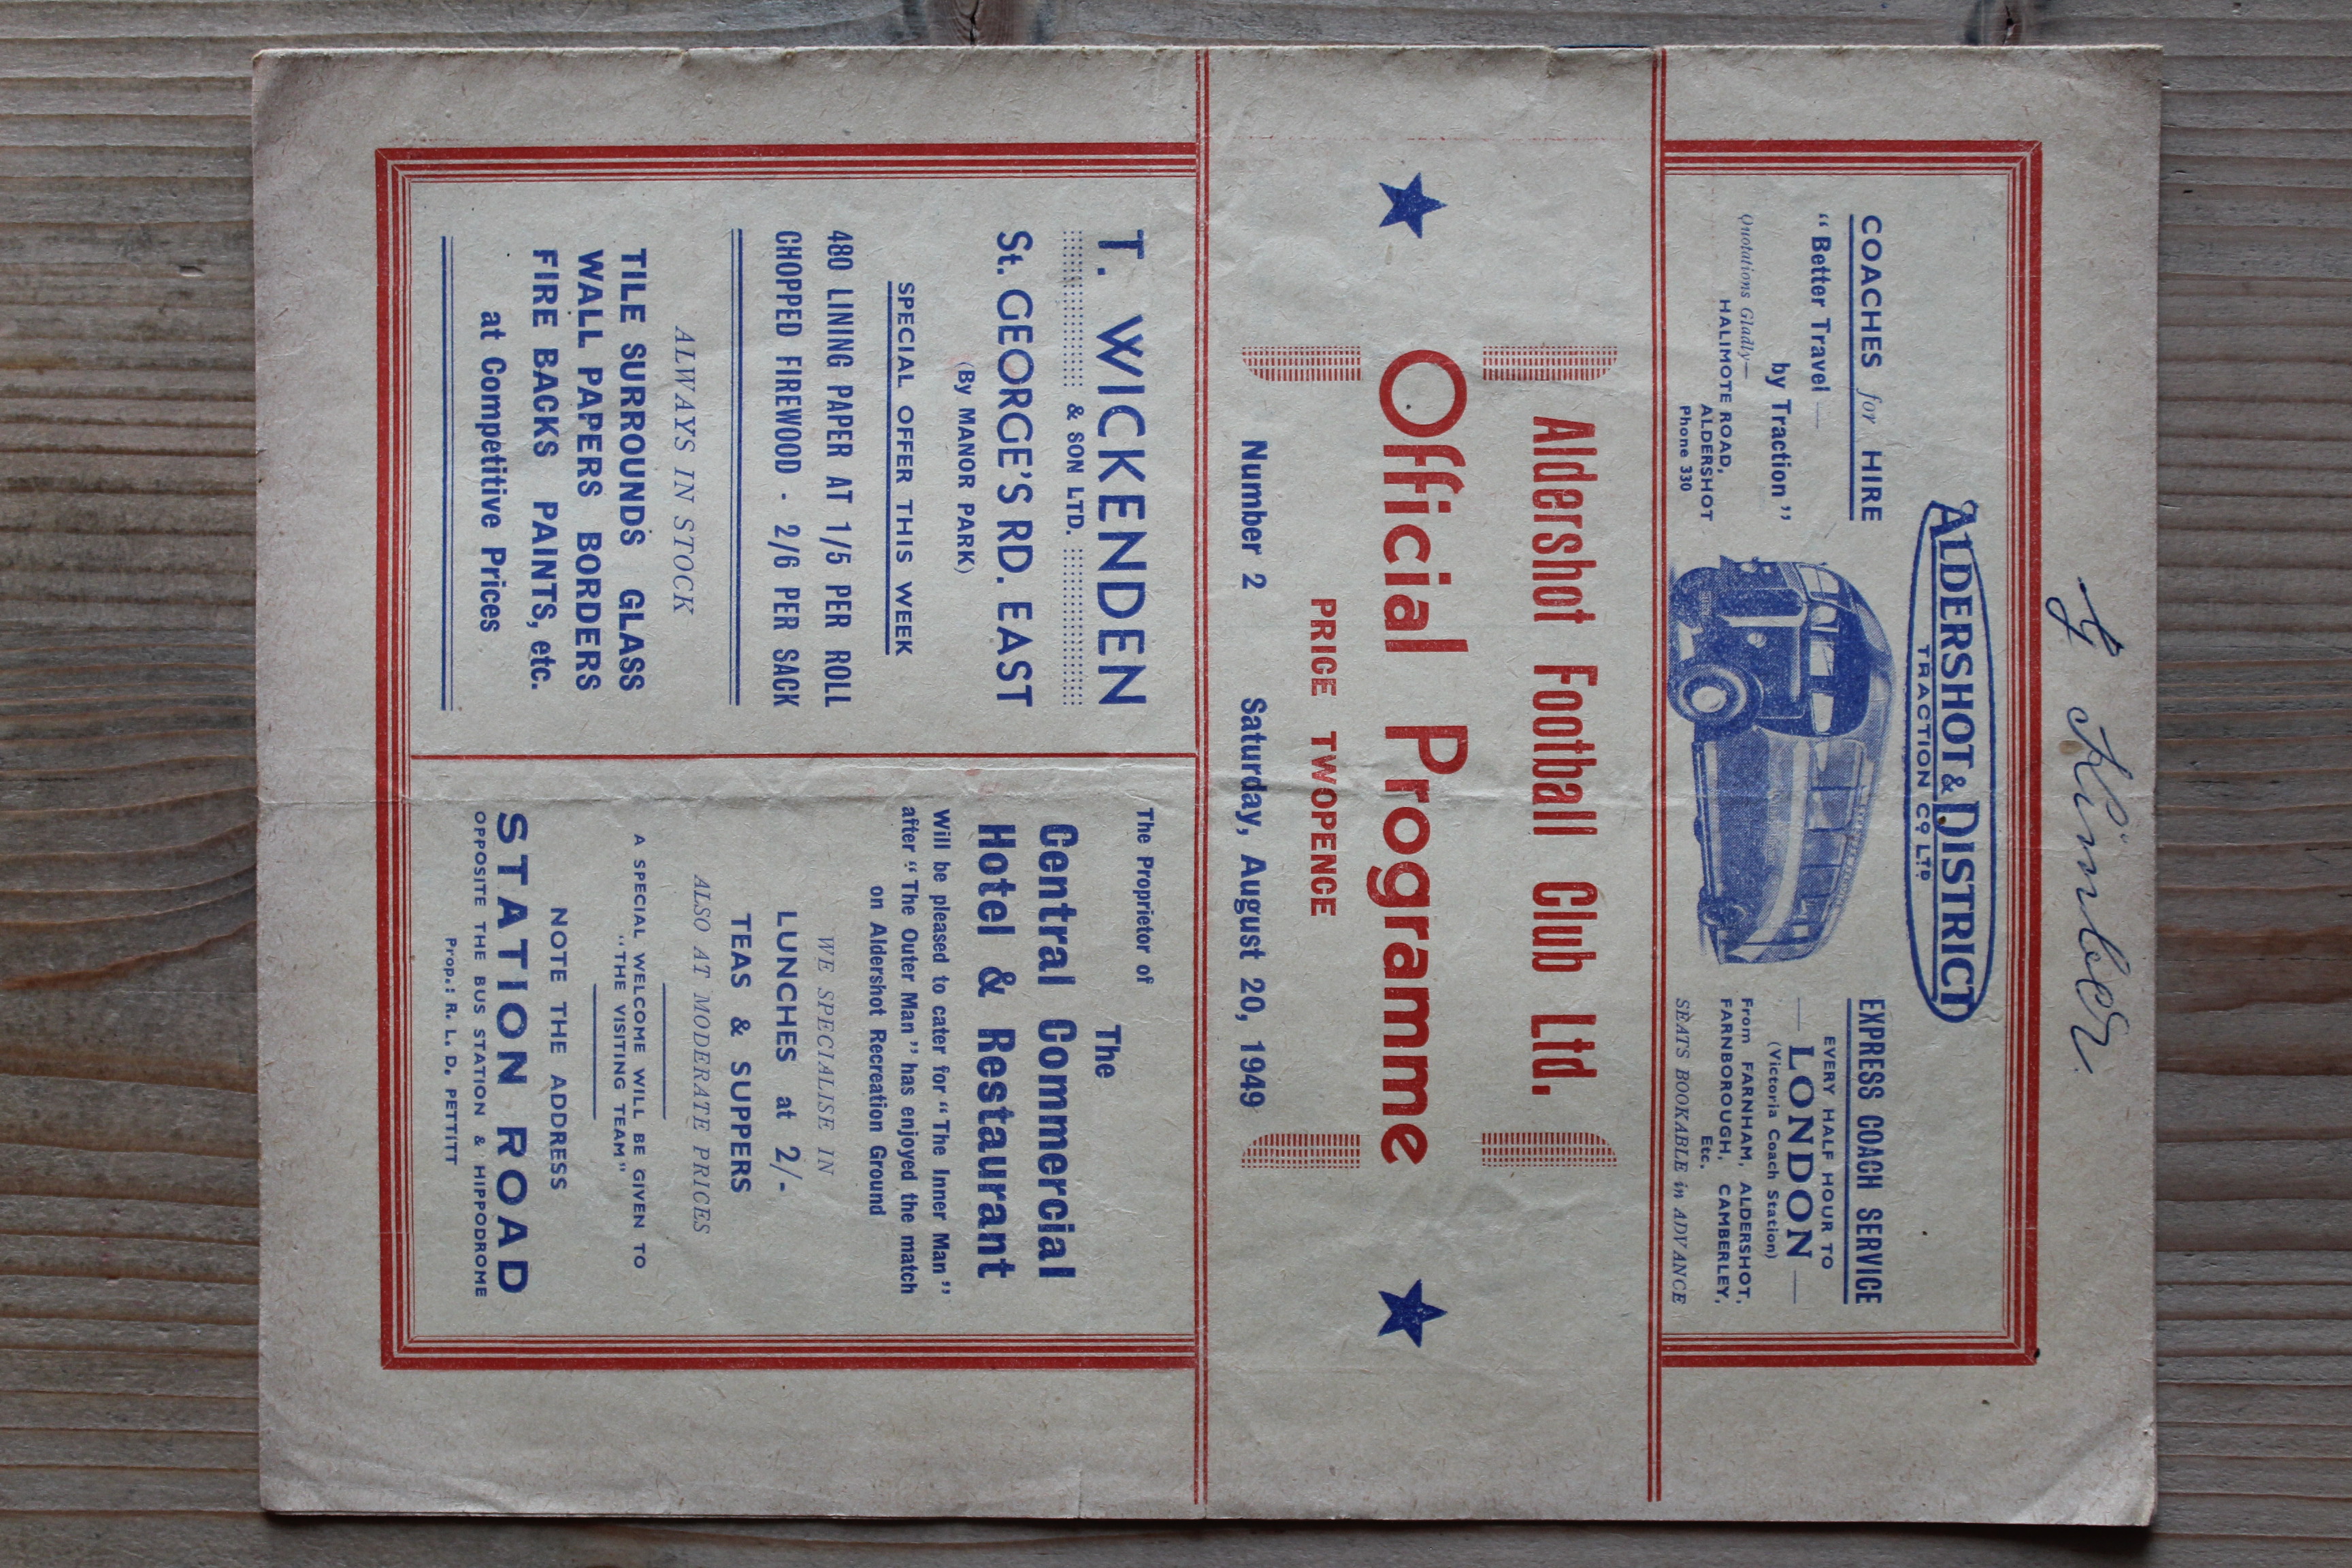 Kimber.
ALDERSHOT & DISTRICT
TRACTION CO LTD
COACHES for HIRE
"Better Travel —
by Traction"
Quotations Gladly—
HALIMOTE ROAD,
ALDERSHOT
Phone 330
EXPRESS COACH SERVICE
EVERY HALF HOUR TO
— LONDON —
(Victoria Coach Station)
From FARNHAM, ALDERSHOT,
FARNBOROUGH, CAMBERLEY,
Etc.
SEATS BOOKABLE in ADVANCE
Aldershot Football Club Ltd.
Official Programme
PRICE TWOPENCE
Number 2 Saturday, August 20, 1949
T. WICKENDEN
& SON LTD.
St. GEORGE'S RD. EAST
(By MANOR PARK)
SPECIAL OFFER THIS WEEK
480 LINING PAPER AT 1/5 PER ROLL
CHOPPED FIREWOOD - 2/6 PER SACK
ALWAYS IN STOCK
TILE SURROUNDS GLASS
WALL PAPERS BORDERS
FIRE BACKS PAINTS, etc.
at Competitive Prices
The Proprietor of
The
Central Commercial
Hotel & Restaurant
Will be pleased to cater for "The Inner Man"
after "The Outer Man" has enjoyed the match
on Aldershot Recreation Ground
WE SPECIALISE IN
LUNCHES at 2/-
TEAS & SUPPERS
ALSO AT MODERATE PRICES
A SPECIAL WELCOME WILL BE GIVEN TO
"THE VISITING TEAM"
NOTE THE ADDRESS
STATION ROAD
OPPOSITE THE BUS STATION & HIPPODROME
Prop.: R. L. D. PETTITT